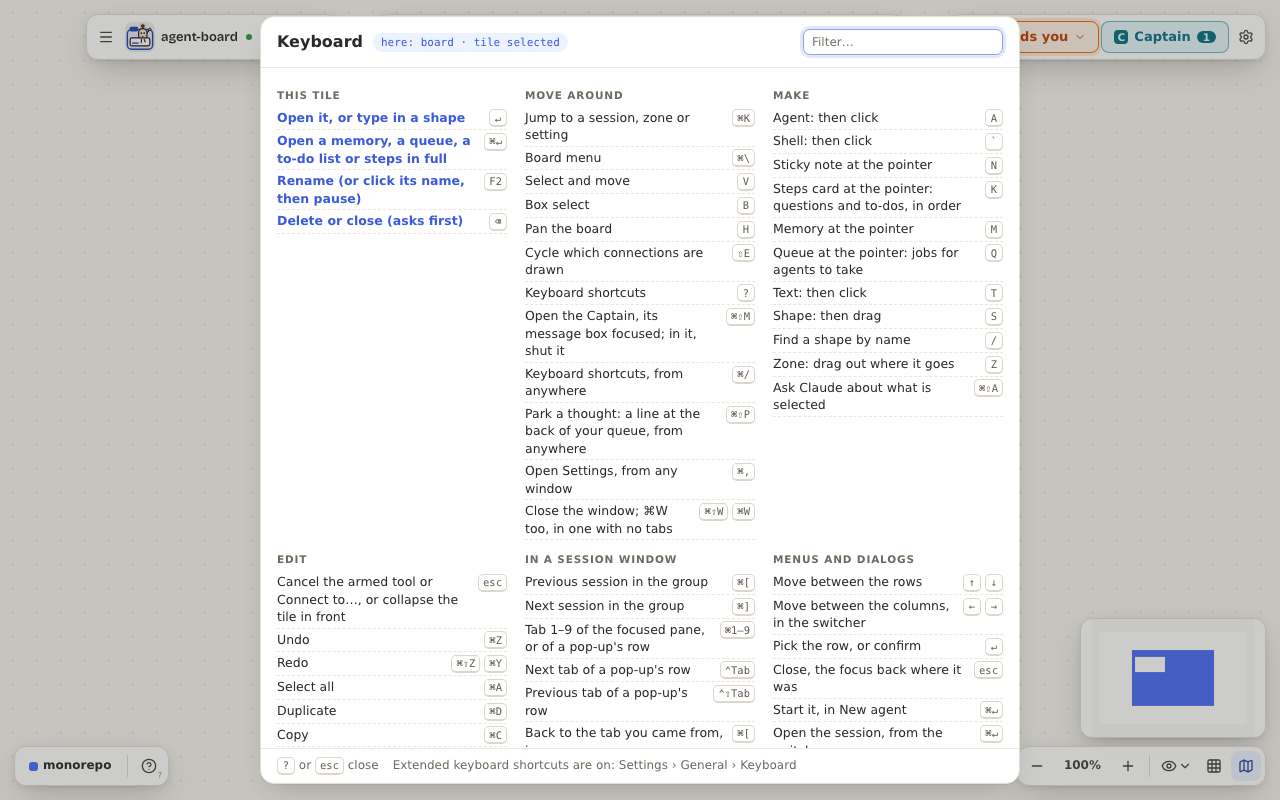 agent-board
Keyboard
here: board · tile selected
Filter…
ds you
C Captain 1
THIS TILE
Open it, or type in a shape ↵
Open a memory, a queue, a ⌘↵
to-do list or steps in full
Rename (or click its name, F2
then pause)
Delete or close (asks first) ⌫
MOVE AROUND
Jump to a session, zone or ⌘K
setting
Board menu ⌘\
Select and move V
Box select B
Pan the board H
Cycle which connections are ⇧E
drawn
Keyboard shortcuts ?
Open the Captain, its ⌘⇧M
message box focused; in it,
shut it
Keyboard shortcuts, from ⌘/
anywhere
Park a thought: a line at the ⌘⇧P
back of your queue, from
anywhere
Open Settings, from any ⌘,
window
Close the window; ⌘W ⌘⇧W ⌘W
too, in one with no tabs
MAKE
Agent: then click A
Shell: then click `
Sticky note at the pointer N
Steps card at the pointer: K
questions and to-dos, in order
Memory at the pointer M
Queue at the pointer: jobs for Q
agents to take
Text: then click T
Shape: then drag S
Find a shape by name /
Zone: drag out where it goes Z
Ask Claude about what is ⌘⇧A
selected
EDIT
Cancel the armed tool or esc
Connect to…, or collapse the
tile in front
Undo ⌘Z
Redo ⌘⇧Z ⌘Y
Select all ⌘A
Duplicate ⌘D
Copy ⌘C
IN A SESSION WINDOW
Previous session in the group ⌘[
Next session in the group ⌘]
Tab 1–9 of the focused pane, ⌘1–9
or of a pop-up's row
Next tab of a pop-up's row ⌃Tab
Previous tab of a pop-up's ⌃⇧Tab
row
Back to the tab you came from, ⌘[
MENUS AND DIALOGS
Move between the rows ↑ ↓
Move between the columns, ← →
in the switcher
Pick the row, or confirm ↵
Close, the focus back where it esc
was
Start it, in New agent ⌘↵
Open the session, from the ⌘↵
? or esc close Extended keyboard shortcuts are on: Settings › General › Keyboard
monorepo
?
100%